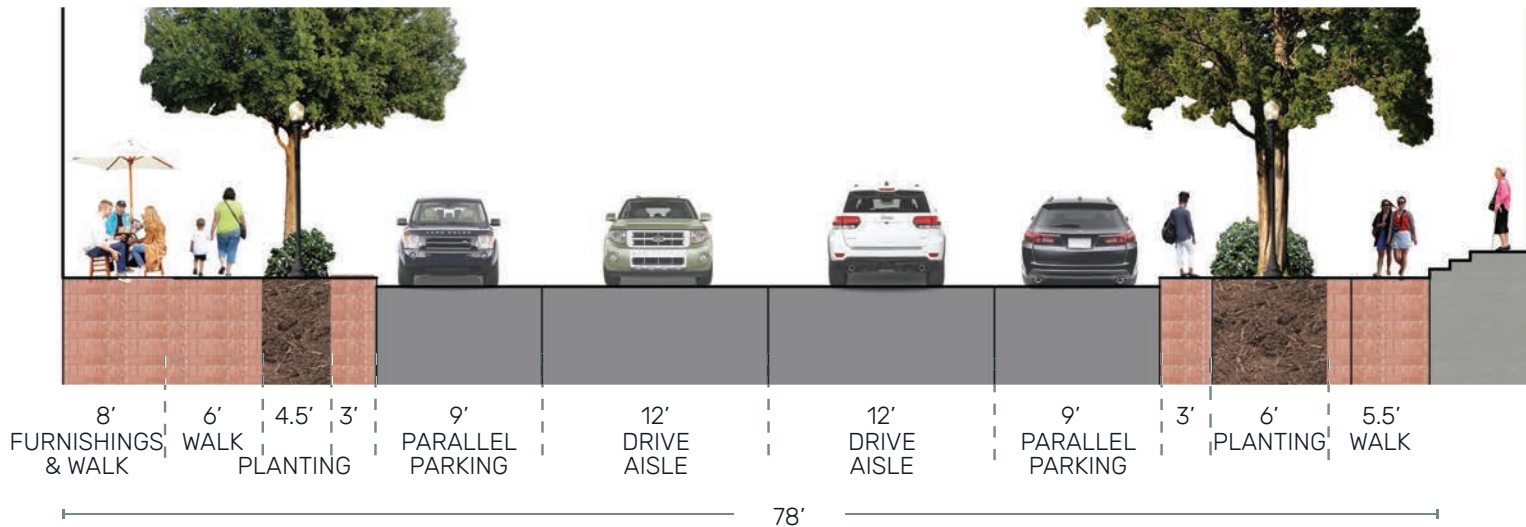 8’ 6’ 4.5’ 3’ 9’ 12’ 12’ 9’ 3’ 6’ 5.5’
FURNISHINGS WALK PARALLEL DRIVE DRIVE PARALLEL PLANTING WALK
& WALK PLANTING PARKING AISLE AISLE PARKING
78’